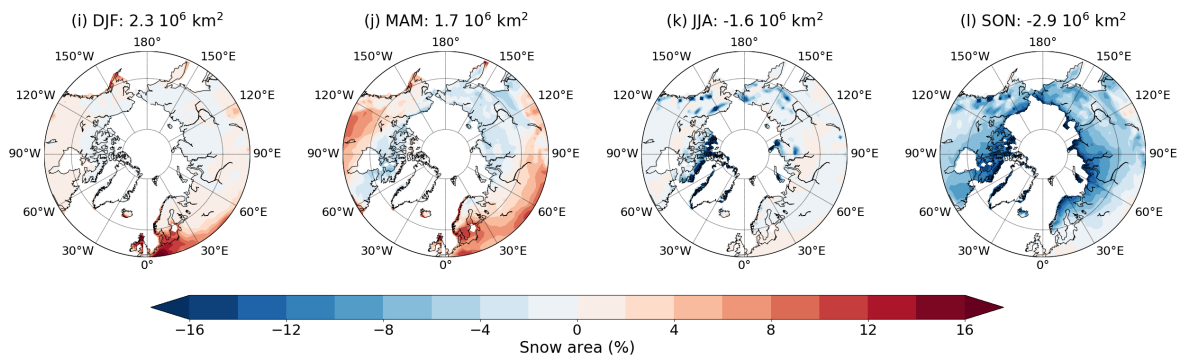 (i) DJF: 2.3 10⁶ km²
(j) MAM: 1.7 10⁶ km²
(k) JJA: -1.6 10⁶ km²
(l) SON: -2.9 10⁶ km²
180°
150°W 150°E
120°W 120°E
90°W 90°E
60°W 60°E
30°W 30°E
0°
180°
150°W 150°E
120°W 120°E
90°W 90°E
60°W 60°E
30°W 30°E
0°
180°
150°W 150°E
120°W 120°E
90°W 90°E
60°W 60°E
30°W 30°E
0°
180°
150°W 150°E
120°W 120°E
90°W 90°E
60°W 60°E
30°W 30°E
0°
−16 −12 −8 −4 0 4 8 12 16
Snow area (%)